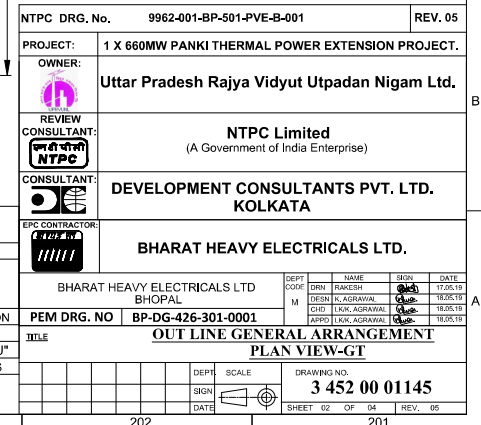 NTPC DRG. No. 9962-001-BP-501-PVE-B-001 REV. 05
PROJECT: 1 X 660MW PANKI THERMAL POWER EXTENSION PROJECT.
OWNER:
Uttar Pradesh Rajya Vidyut Utpadan Nigam Ltd.
B
REVIEW
CONSULTANT:
एनटीपीसी
NTPC
NTPC Limited
(A Government of India Enterprise)
CONSULTANT:
DEVELOPMENT CONSULTANTS PVT. LTD.
KOLKATA
EPC CONTRACTOR:
BHARAT HEAVY ELECTRICALS LTD.
BHARAT HEAVY ELECTRICALS LTD
BHOPAL
DEPT CODE M
NAME SIGN DATE
DRN RAKESH 17.05.19
DESN K. AGRAWAL 18.05.19
CHD I.K/K. AGRAWAL 18.05.19
APPD I.K/K. AGRAWAL 18.05.19
A
PEM DRG. NO BP-DG-426-301-0001
TITLE OUT LINE GENERAL ARRANGEMENT
PLAN VIEW-GT
DEPT. SCALE DRAWING NO.
SIGN 3 452 00 01145
DATE SHEET 02 OF 04 REV. 05
202 201